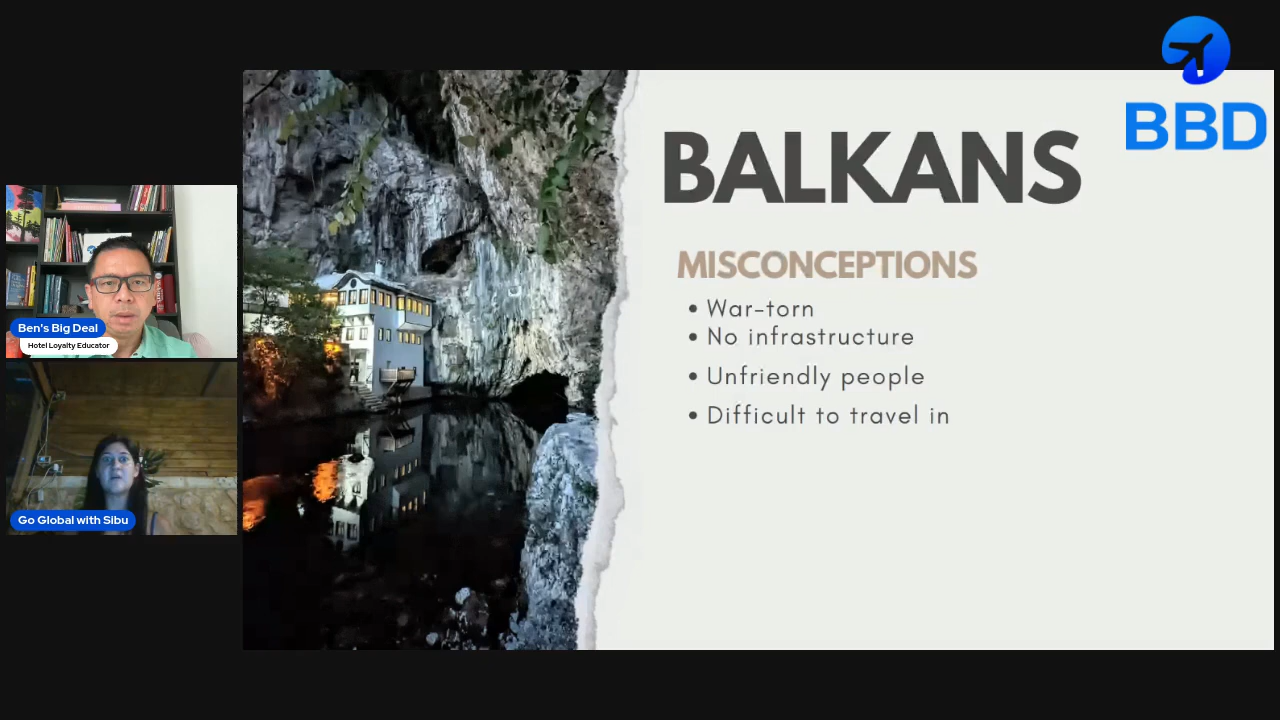 BBD
BALKANS
MISCONCEPTIONS
• War-torn
• No infrastructure
• Unfriendly people
• Difficult to travel in
Ben's Big Deal
Hotel Loyalty Educator
Go Global with Sibu